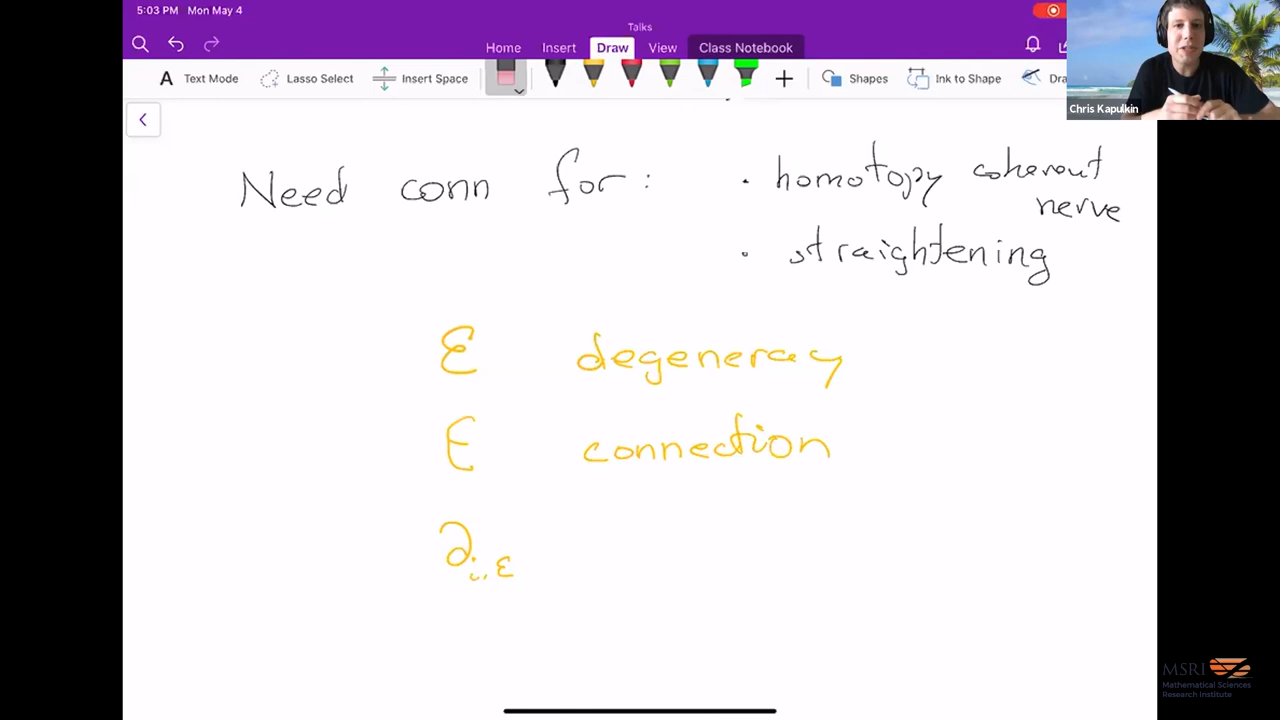 5:03 PM Mon May 4
Talks
Home Insert Draw View Class Notebook
A Text Mode Lasso Select Insert Space Shapes Ink to Shape Dra
Chris Kapulkin
Need conn for: · homotopy coherent
nerve
· straightening
ε degeneracy
E connection
∂i,ε
MSRI
Mathematical Sciences
Research Institute